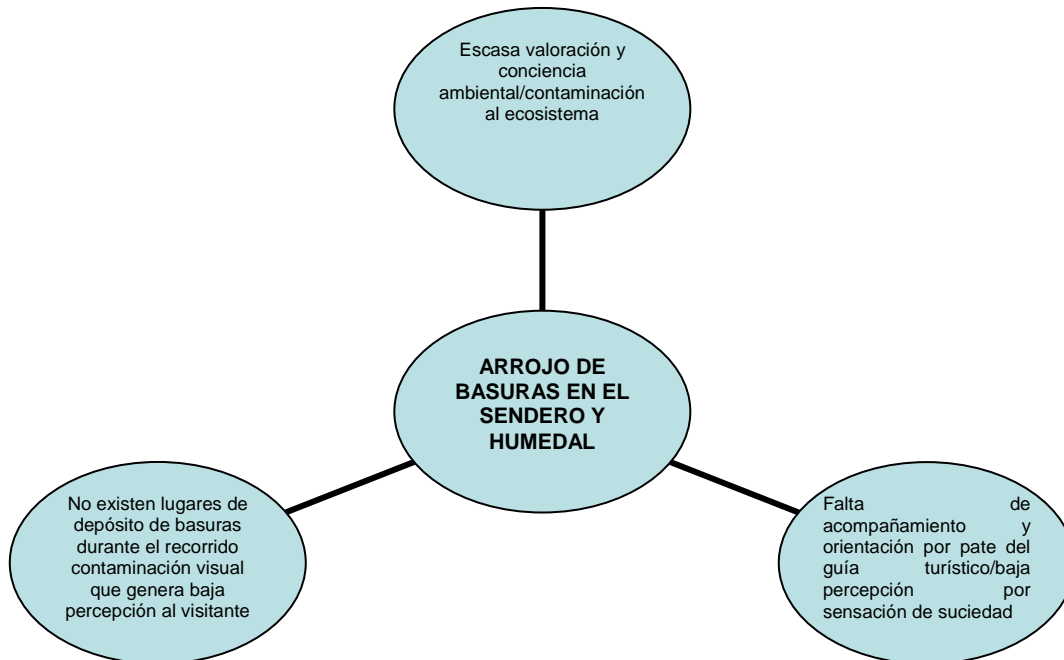 Escasa valoración y
conciencia
ambiental/contaminación
al ecosistema
ARROJO DE
BASURAS EN EL
SENDERO Y
HUMEDAL
No existen lugares de
depósito de basuras
durante el recorrido
contaminación visual
que genera baja
percepción al visitante
Falta de
acompañamiento y
orientación por pate del
guía turístico/baja
percepción por
sensación de suciedad